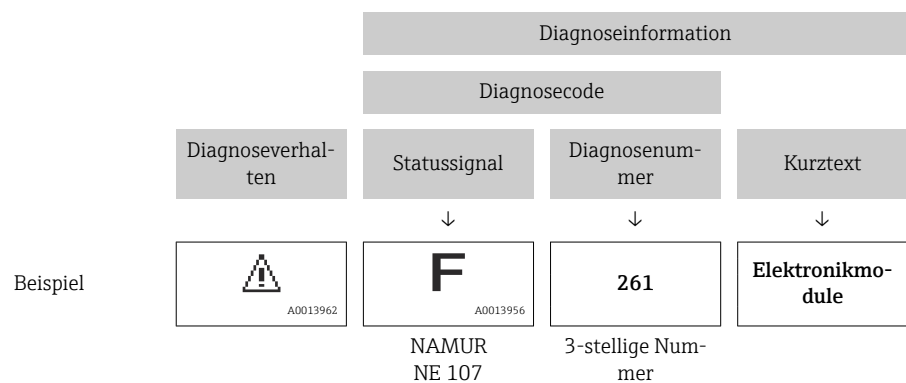 Diagnoseinformation
Diagnosecode
Diagnoseverhal-
ten
Statussignal
Diagnosenum-
mer
Kurztext
↓ ↓ ↓
Beispiel
A0013962
F
A0013956
261
Elektronikmo-
dule
NAMUR
NE 107
3-stellige Num-
mer